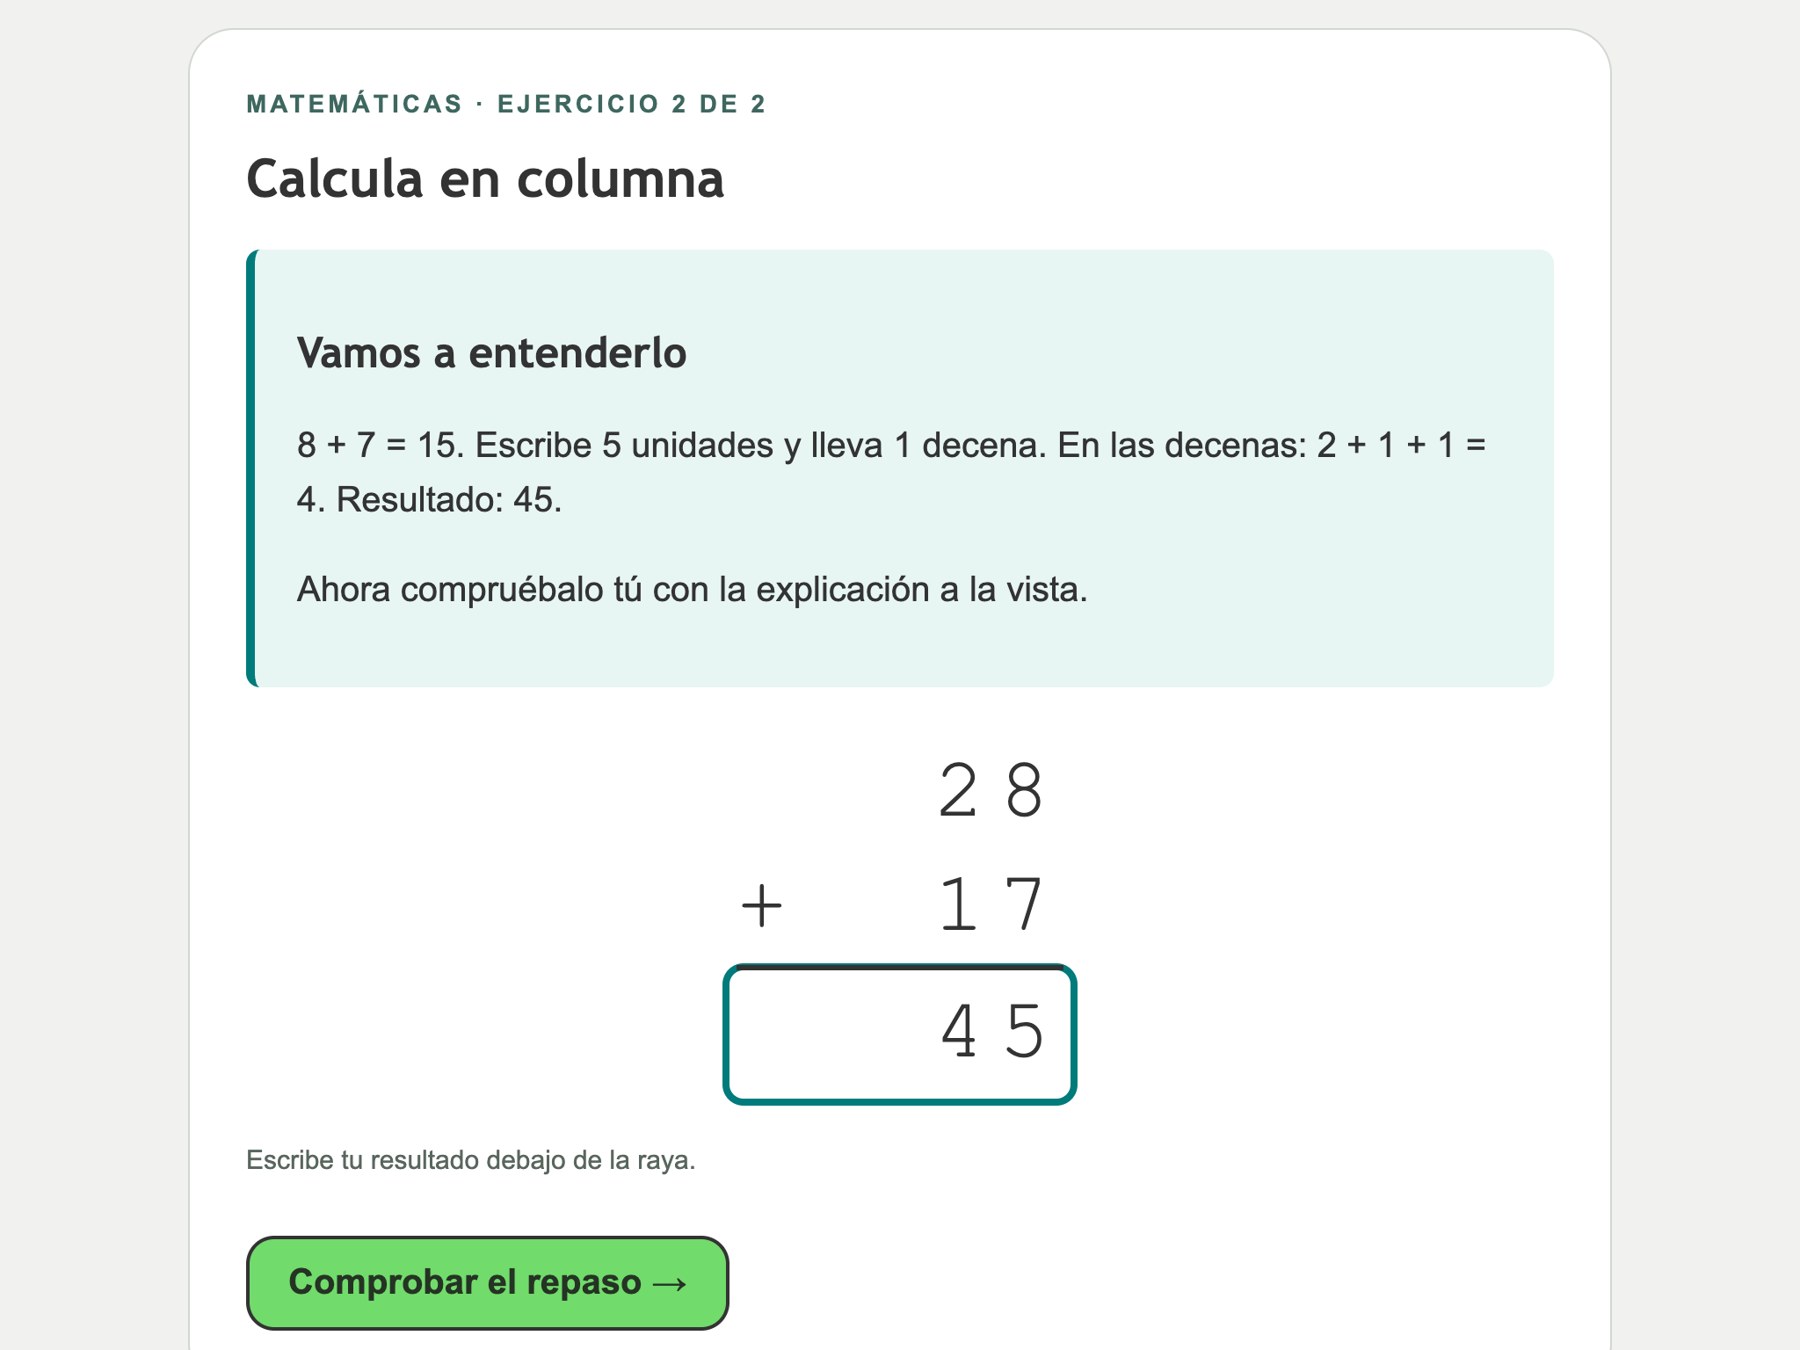 MATEMÁTICAS · EJERCICIO 2 DE 2
Calcula en columna
Vamos a entenderlo
8 + 7 = 15. Escribe 5 unidades y lleva 1 decena. En las decenas: 2 + 1 + 1 =
4. Resultado: 45.
Ahora compruébalo tú con la explicación a la vista.
2 8
+ 1 7
4 5
Escribe tu resultado debajo de la raya.
Comprobar el repaso →